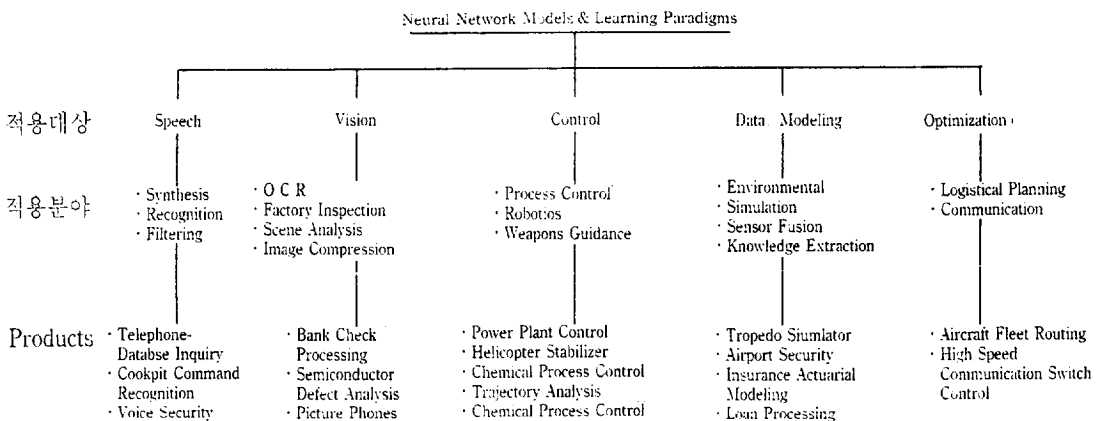 Neural Network Models & Learning Paradigms
적용대상
Speech
Vision
Control
Data Modeling
Optimization
적용분야
· Synthesis
· Recognition
· Filtering
· O C R
· Factory Inspection
· Scene Analysis
· Image Compression
· Process Control
· Robotios
· Weapons Guidance
· Environmental
· Simulation
· Sensor Fusion
· Knowledge Extraction
· Logistical Planning
· Communication
Products
· Telephone-
Databse Inquiry
· Cookpit Command
Recognition
· Voice Security
· Bank Check
Processing
· Semiconductor
Defect Analysis
· Picture Phones
· Power Plant Control
· Helicopter Stabilizer
· Chemical Process Control
· Trajectory Analysis
· Chemical Process Control
· Tropedo Siumlator
· Airport Security
· Insurance Actuarial
Modeling
· Loan Processing
· Aircraft Fleet Routing
· High Speed
Communication Switch
Control